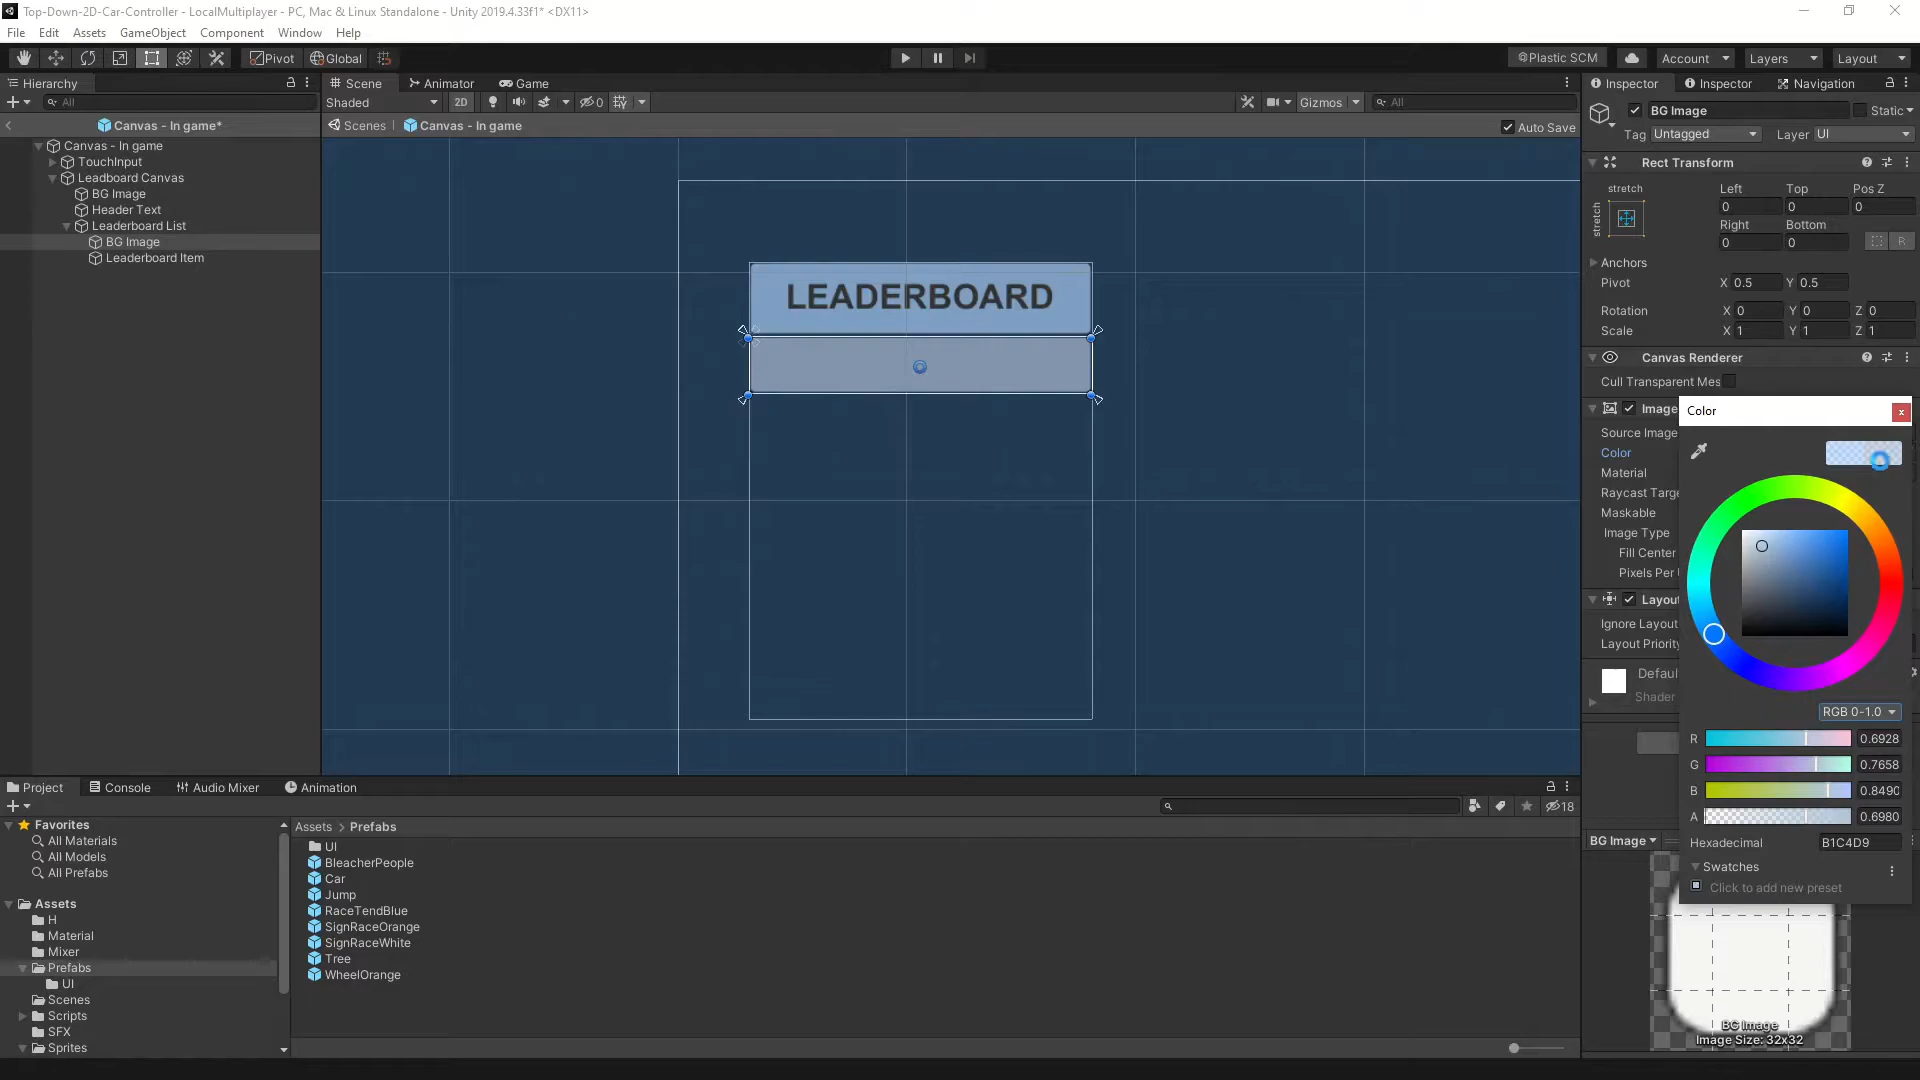 Top-Down-2D-Car-Controller - LocalMultiplayer - PC, Mac & Linux Standalone - Unity 2019.4.33f1* <DX11>
File Edit Assets GameObject Component Window Help
Pivot Global Plastic SCM Account Layers Layout
Hierarchy Scene Animator Game Inspector Inspector Navigation
All Shaded 2D 0 Gizmos All
Canvas - In game* Scenes Canvas - In game Auto Save
BG Image Static
Tag Untagged Layer UI
Canvas - In game
TouchInput
Leadboard Canvas
BG Image
Header Text
Leaderboard List
BG Image
Leaderboard Item
LEADERBOARD
Rect Transform
stretch Left Top Pos Z
stretch 0 0 0
Right Bottom
0 0 R
Anchors
Pivot X 0.5 Y 0.5
Rotation X 0 Y 0 Z 0
Scale X 1 Y 1 Z 1
Canvas Renderer
Cull Transparent Mes
Image
Source Image
Color
Material
Raycast Targe
Maskable
Image Type
Fill Center
Pixels Per U
Layou
Ignore Layout
Layout Priority
Defaul
Shader
Color x
RGB 0-1.0
R 0.6928
G 0.7658
B 0.8490
A 0.6980
Hexadecimal B1C4D9
Swatches
Click to add new preset
BG Image
BG Image
Image Size: 32x32
Project Console Audio Mixer Animation
18
Favorites
All Materials
All Models
All Prefabs
Assets
H
Material
Mixer
Prefabs
UI
Scenes
Scripts
SFX
Sprites
Assets > Prefabs
UI
BleacherPeople
Car
Jump
RaceTendBlue
SignRaceOrange
SignRaceWhite
Tree
WheelOrange